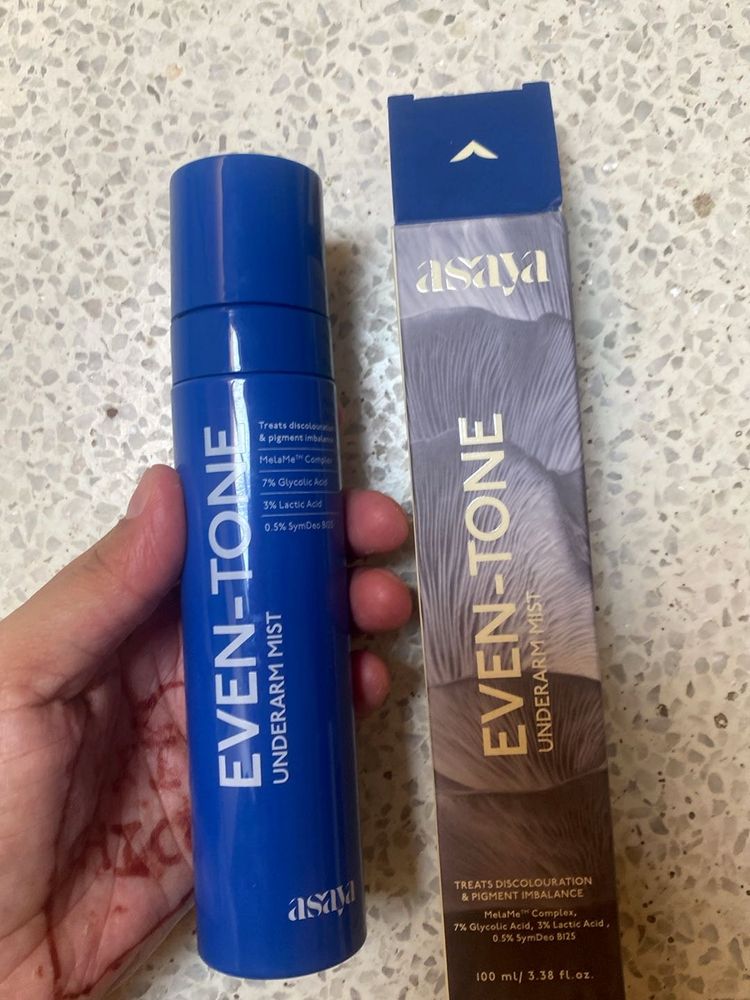 Treats discolouration
& pigment imbalance
MelaMe™ Complex
7% Glycolic Acid
3% Lactic Acid
0.5% SymDeo B125
EVEN-TONE
UNDERARM MIST
asaya
asaya
EVEN-TONE
UNDERARM MIST
TREATS DISCOLOURATION
& PIGMENT IMBALANCE
MelaMe™ Complex,
7% Glycolic Acid, 3% Lactic Acid ,
0.5% SymDeo B125
100 ml/ 3.38 fl.oz.